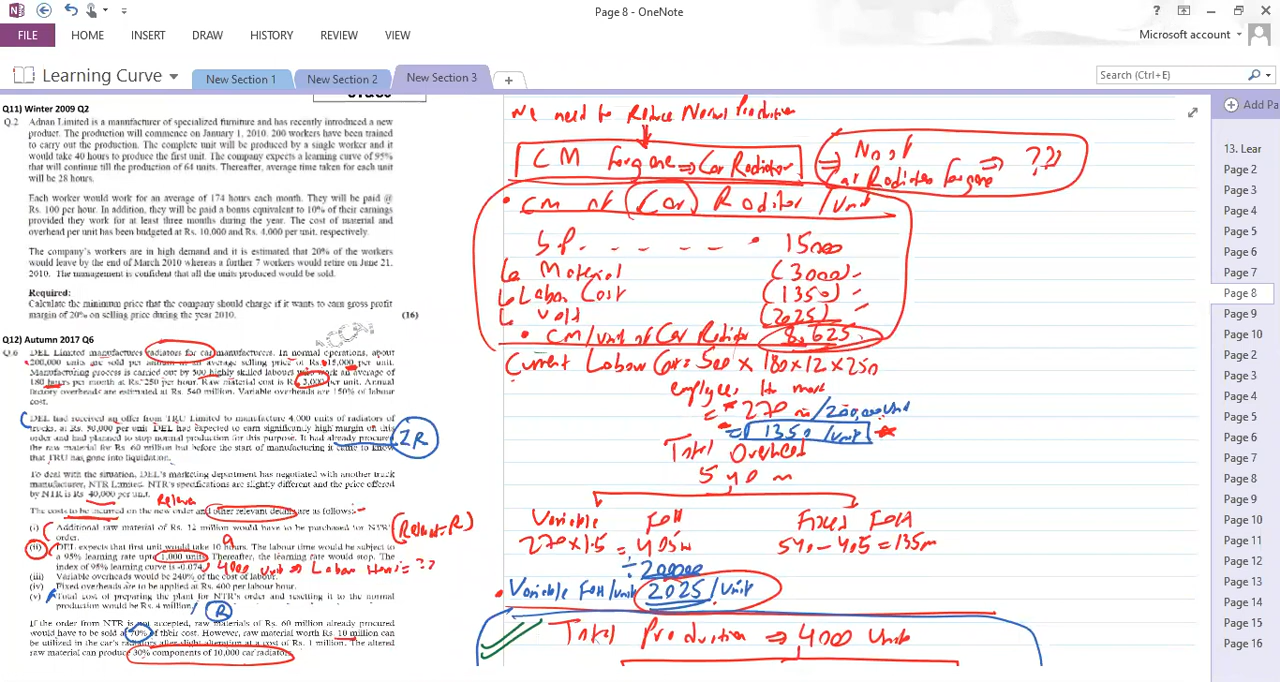 Page 8 - OneNote
FILE
HOME
INSERT
DRAW
HISTORY
REVIEW
VIEW
Microsoft account
Learning Curve
New Section 1
New Section 2
New Section 3
Search (Ctrl+E)
Add Pa
13. Lear
Page 2
Page 3
Page 4
Page 5
Page 6
Page 7
Page 8
Page 9
Page 10
Page 2
Page 3
Page 4
Page 5
Page 6
Page 7
Page 8
Page 9
Page 10
Page 11
Page 12
Page 13
Page 14
Page 15
Page 16
Q11) Winter 2009 Q2
Q.2 Adnan Limited is a manufacturer of specialized furniture and has recently introduced a new
product. The production will commence on January 1, 2010. 200 workers have been trained
to carry out the production. The complete unit will be produced by a single worker and it
would take 40 hours to produce the first unit. The company expects a learning curve of 95%
that will continue till the production of 64 units. Thereafter, average time taken for each unit
will be 28 hours.
Each worker would work for an average of 174 hours each month. They will be paid @
Rs. 100 per hour. In addition, they will be paid a bonus equivalent to 10% of their earnings
provided they work for at least three months during the year. The cost of material and
overhead per unit has been budgeted at Rs. 10,000 and Rs. 4,000 per unit, respectively.
The company's workers are in high demand and it is estimated that 20% of the workers
would leave by the end of March 2010 whereas a further 7 workers would retire on June 21,
2010. The management is confident that all the units produced would be sold.
Required:
Calculate the minimum price that the company should charge if it wants to earn gross profit
margin of 20% on selling price during the year 2010. (16)
Q12) Autumn 2017 Q6
Q.6 DEL Limited manufactures radiators for car manufacturers. In normal operations, about
200,000 units are sold per at an average selling price of Rs. 15,000 per unit.
Manufacturing process is carried out by 500 highly skilled labour who work an average of
180 hours per month at Rs. 250 per hour. Raw material cost is Rs. 3,000 per unit. Annual
factory overheads are estimated at Rs. 540 million. Variable overheads are 150% of labour
cost.
DEL had received an offer from TRU Limited to manufacture 4,000 units of radiators of
trucks, at Rs. 50,000 per unit. DEL had expected to earn significantly high margin on this
order and had planned to stop normal production for this purpose. It had already procured
the raw material for Rs. 60 million but before the start of manufacturing it came to know
that TRU has gone into liquidation.
IR
To deal with the situation, DEL's marketing department has negotiated with another truck
manufacturer, NTR Limited. NTR's specifications are slightly different and the price offered
by NTR is Rs. 40,000 per unit.
The costs to be incurred on the new order and other relevant details are as follows:
(i) Additional raw material of Rs. 12 million would have to be purchased for NTR's
order.
(Relevant=R)
(ii) DEL expects that first unit would take 10 hours. The labour time would be subject to
a 95% learning rate upto 1,000 units. Thereafter, the learning rate would stop. The
index of 95% learning curve is -0.074.
4000 unit ⇒ Labour Hours = ??
(iii) Variable overheads would be 240% of the cost of labour.
(iv) Fixed overheads are to be applied at Rs. 400 per labour hour.
(v) Total cost of preparing the plant for NTR's order and resetting it to the normal
production would be Rs. 4 million.
R
If the order from NTR is not accepted, raw materials of Rs. 60 million already procured
would have to be sold at 70% of their cost. However, raw material worth Rs. 10 million can
be utilized in the car's radiators after slight alteration at a cost of Rs. 1 million. The altered
raw material can produce 30% components of 10,000 car radiators.
We need to Reduce Normal Production
CM Forgone ⇒ Car Radiator ⇒ No of
Car Radiator Forgone ⇒ ???
CM of Car Raditor / Unit
S.P. - - - - - 15000
Material (3000)
Labor Cost (1350)
VOH (2025)
CM/unit of Car Raditor 8,625
Current Labour Cost = 500 x 180 x 12 x 250
employees Hrs
= 270 m / 200,000 Unit
= 1350 / unit
Total Overhead
540 m
Variable FOH
270 x 1.5 = 405m
Fixed FOH
540 - 405 = 135m
÷ 200000
Variable FOH/unit 2025 / unit
Total Production ⇒ 4000 Units